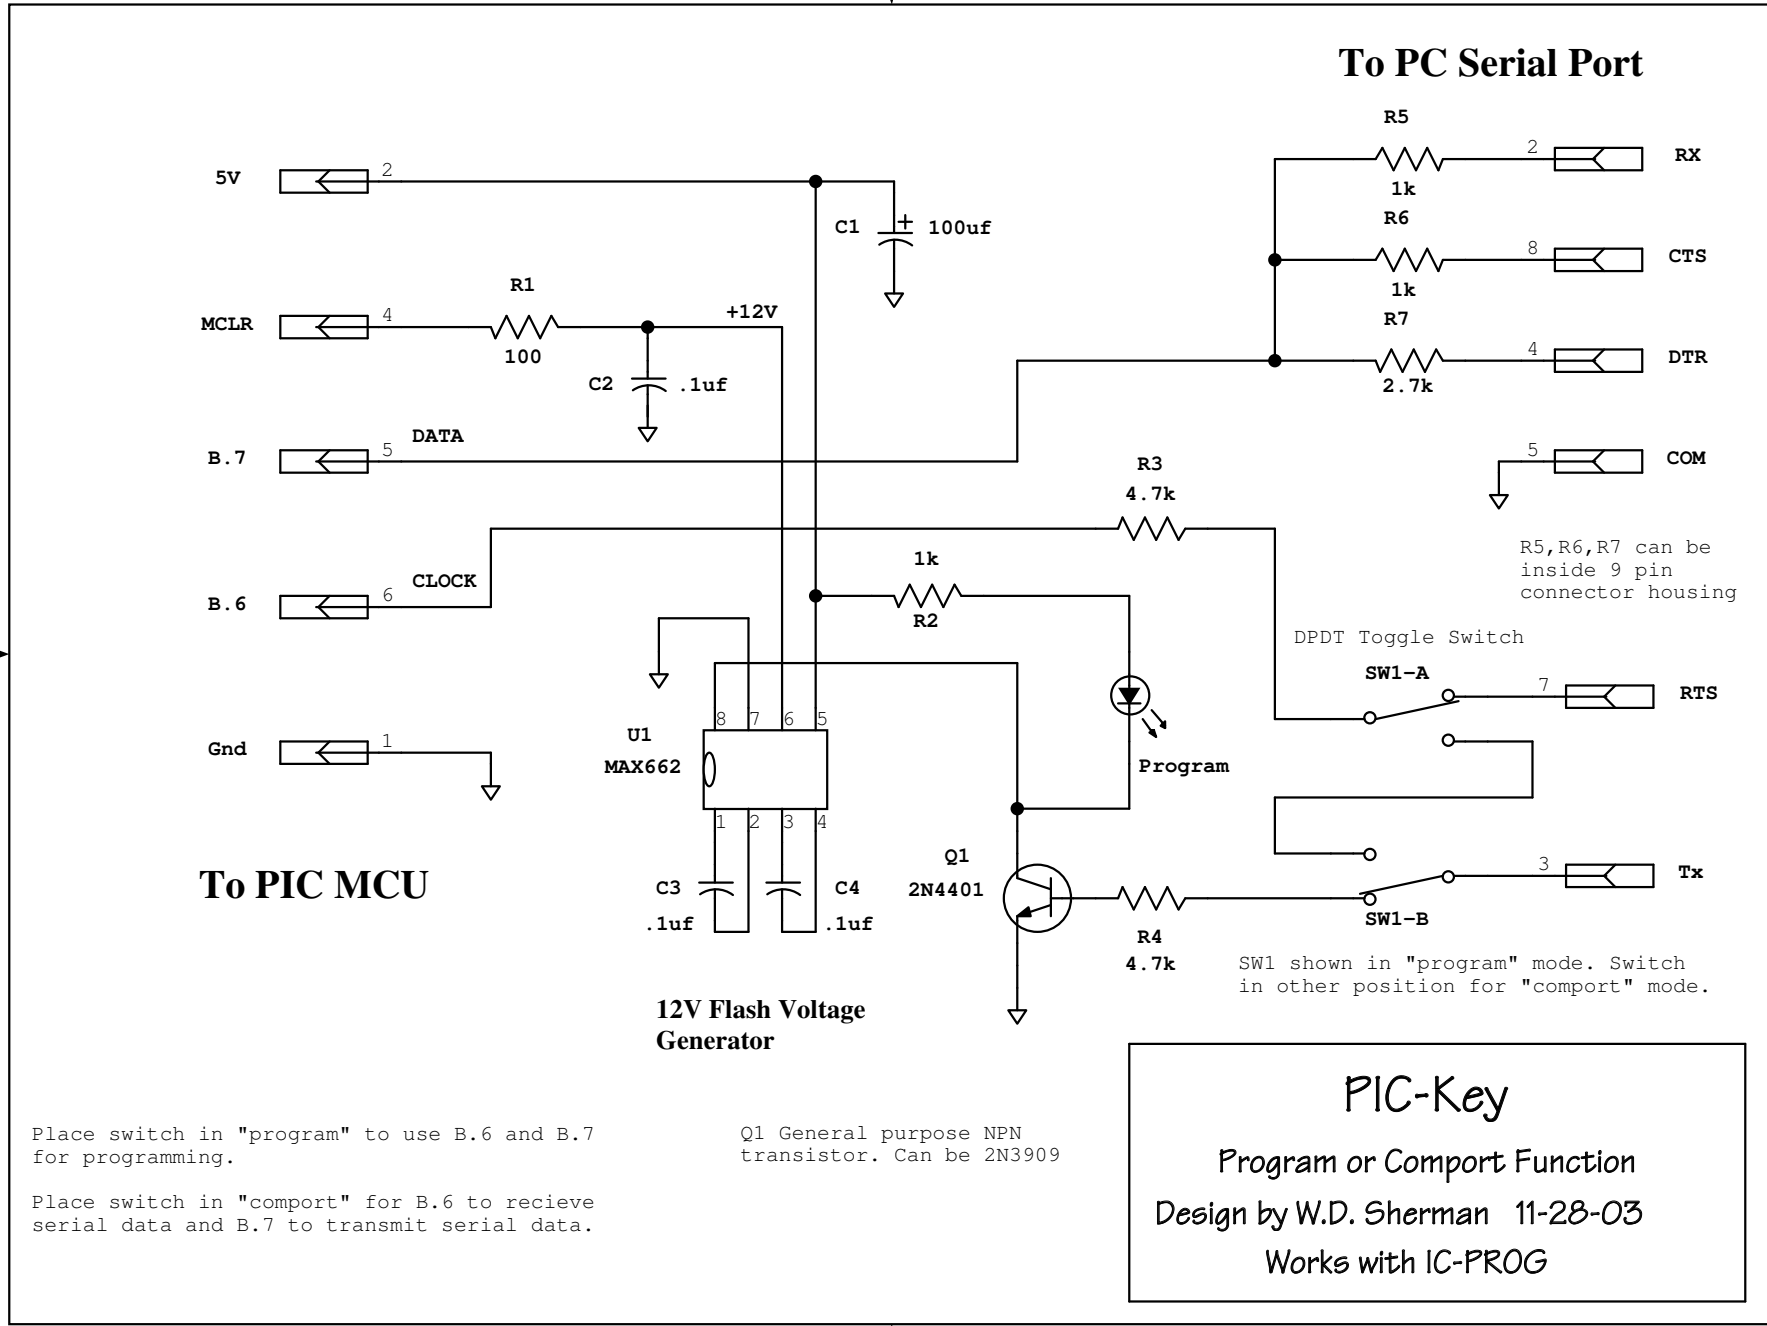 To PC Serial Port
R5
2
RX
1k
5V
2
R6
C1
+
100uf
8
CTS
1k
R1
+12V
R7
MCLR
4
100
4
DTR
C2
.1uf
2.7k
DATA
B.7
5
R3
4.7k
5
COM
R5,R6,R7 can be
inside 9 pin
connector housing
CLOCK
B.6
6
1k
R2
DPDT Toggle Switch
SW1-A
7
RTS
8 7 6 5
U1
MAX662
Gnd
1
Program
1 2 3 4
To PIC MCU
C3
.1uf
C4
.1uf
Q1
2N4401
R4
4.7k
3
Tx
SW1-B
SW1 shown in "program" mode. Switch
in other position for "comport" mode.
12V Flash Voltage
Generator
Place switch in "program" to use B.6 and B.7
for programming.
Place switch in "comport" for B.6 to recieve
serial data and B.7 to transmit serial data.
Q1 General purpose NPN
transistor. Can be 2N3909
PIC-Key
Program or Comport Function
Design by W.D. Sherman 11-28-03
Works with IC-PROG